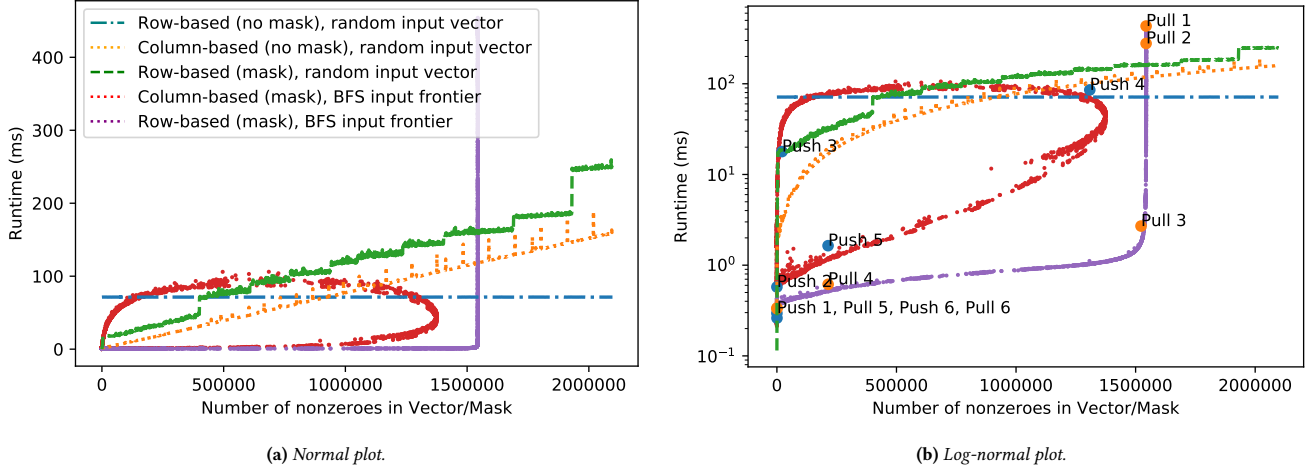 Row-based (no mask), random input vector
Column-based (no mask), random input vector
Row-based (mask), random input vector
Column-based (mask), BFS input frontier
Row-based (mask), BFS input frontier
400
300
200
100
0
Runtime (ms)
0
500000
1000000
1500000
2000000
Number of nonzeroes in Vector/Mask
(a) Normal plot.
Pull 1
Pull 2
Push 4
Push 3
Pull 3
Push 5
Push 2
Pull 4
Push 1, Pull 5, Push 6, Pull 6
10²
10¹
10⁰
10⁻¹
Runtime (ms)
0
500000
1000000
1500000
2000000
Number of nonzeroes in Vector/Mask
(b) Log-normal plot.